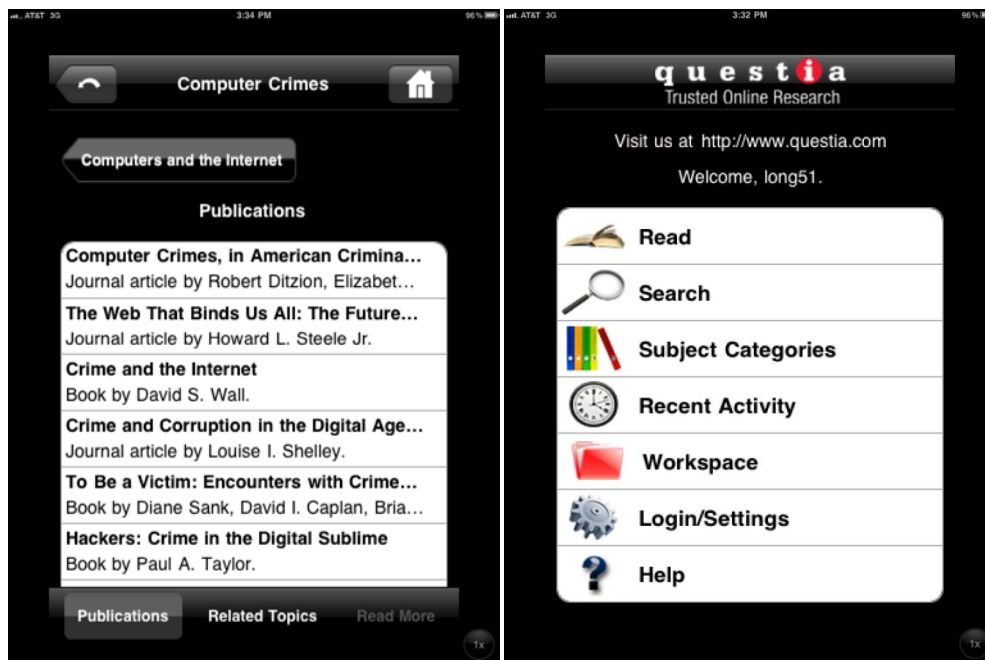 AT&T 3G 3:34 PM 96%
Computer Crimes
Computers and the Internet
Publications
Computer Crimes, in American Crimina...
Journal article by Robert Ditzion, Elizabet...
The Web That Binds Us All: The Future...
Journal article by Howard L. Steele Jr.
Crime and the Internet
Book by David S. Wall.
Crime and Corruption in the Digital Age...
Journal article by Louise I. Shelley.
To Be a Victim: Encounters with Crime...
Book by Diane Sank, David I. Caplan, Bria...
Hackers: Crime in the Digital Sublime
Book by Paul A. Taylor.
Publications Related Topics Read More
1x
AT&T 3G 3:32 PM 96%
questia
Trusted Online Research
Visit us at http://www.questia.com
Welcome, long51.
Read
Search
Subject Categories
Recent Activity
Workspace
Login/Settings
Help
1x